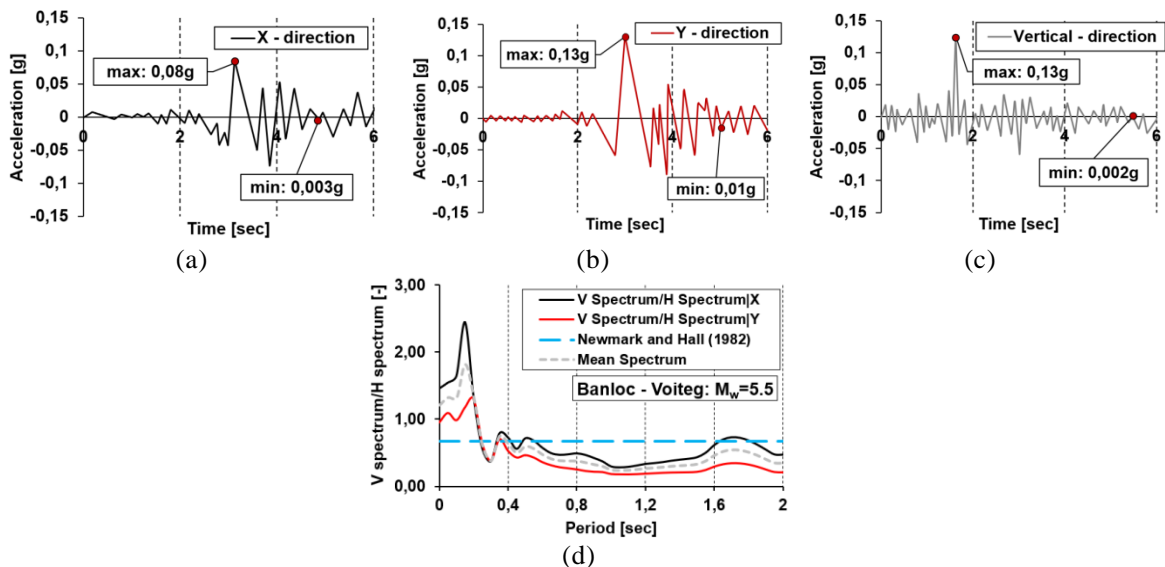 Acceleration [g]
0,15
0,1
0,05
0
-0,05
-0,1
-0,15
X - direction
max: 0,08g
min: 0,003g
0 2 4 6
Time [sec]
(a)
Acceleration [g]
0,15
0,1
0,05
0
-0,05
-0,1
-0,15
Y - direction
max: 0,13g
min: 0,01g
0 2 4 6
Time [sec]
(b)
Acceleration [g]
0,15
0,1
0,05
0
-0,05
-0,1
-0,15
Vertical - direction
max: 0,13g
min: 0,002g
0 2 4 6
Time [sec]
(c)
V spectrum/H spectrum [-]
3,00
2,00
1,00
0,00
V Spectrum/H Spectrum|X
V Spectrum/H Spectrum|Y
Newmark and Hall (1982)
Mean Spectrum
Banloc - Voiteg: Mw=5.5
0 0,4 0,8 1,2 1,6 2
Period [sec]
(d)